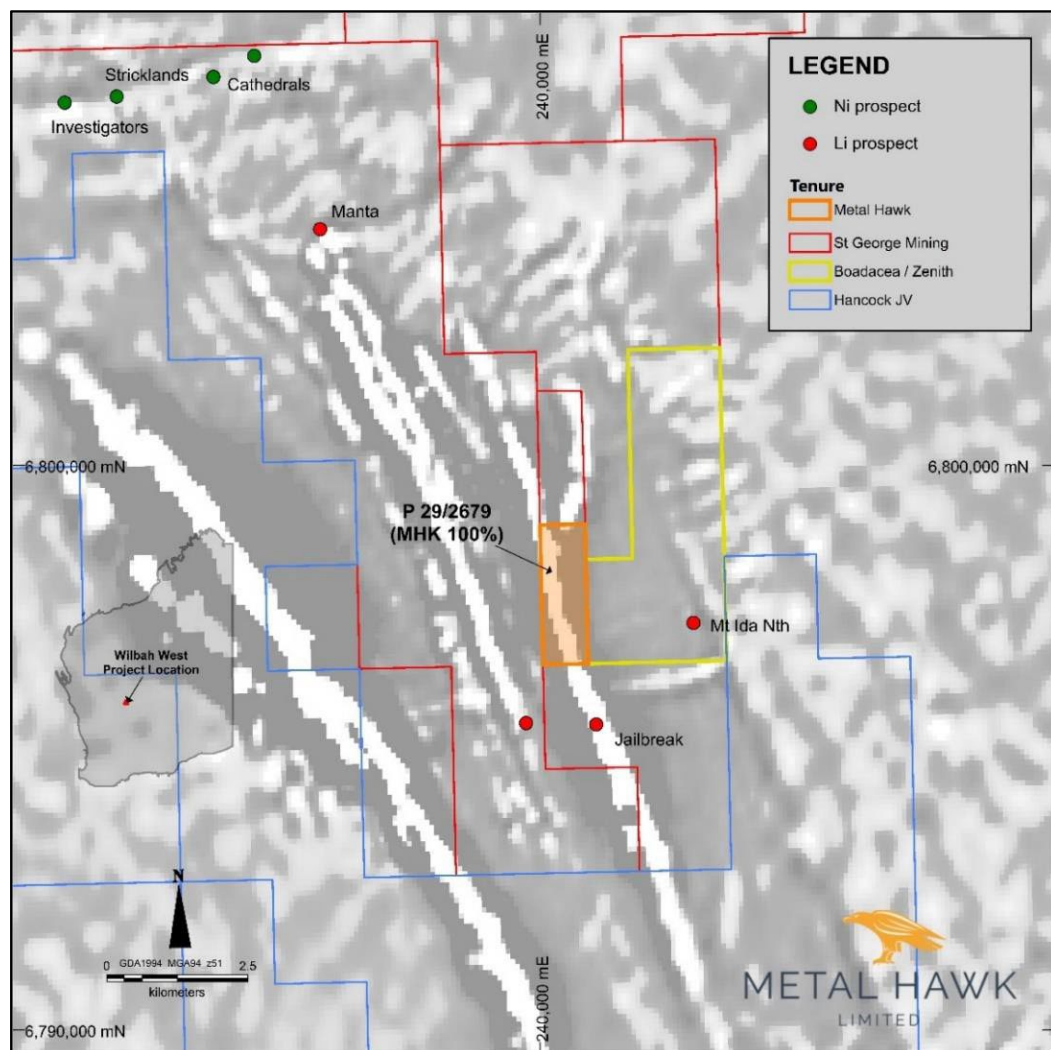 240,000 mE
Stricklands
Cathedrals
Investigators
LEGEND
Ni prospect
Li prospect
Tenure
Metal Hawk
St George Mining
Boadacea / Zenith
Hancock JV
Manta
6,800,000 mN
6,800,000 mN
P 29/2679
(MHK 100%)
Mt Ida Nth
Wilbah West
Project Location
Jailbreak
N
GDA1994 MGA94 z51
0 2.5
kilometers
240,000 mE
6,790,000 mN
METAL HAWK
LIMITED